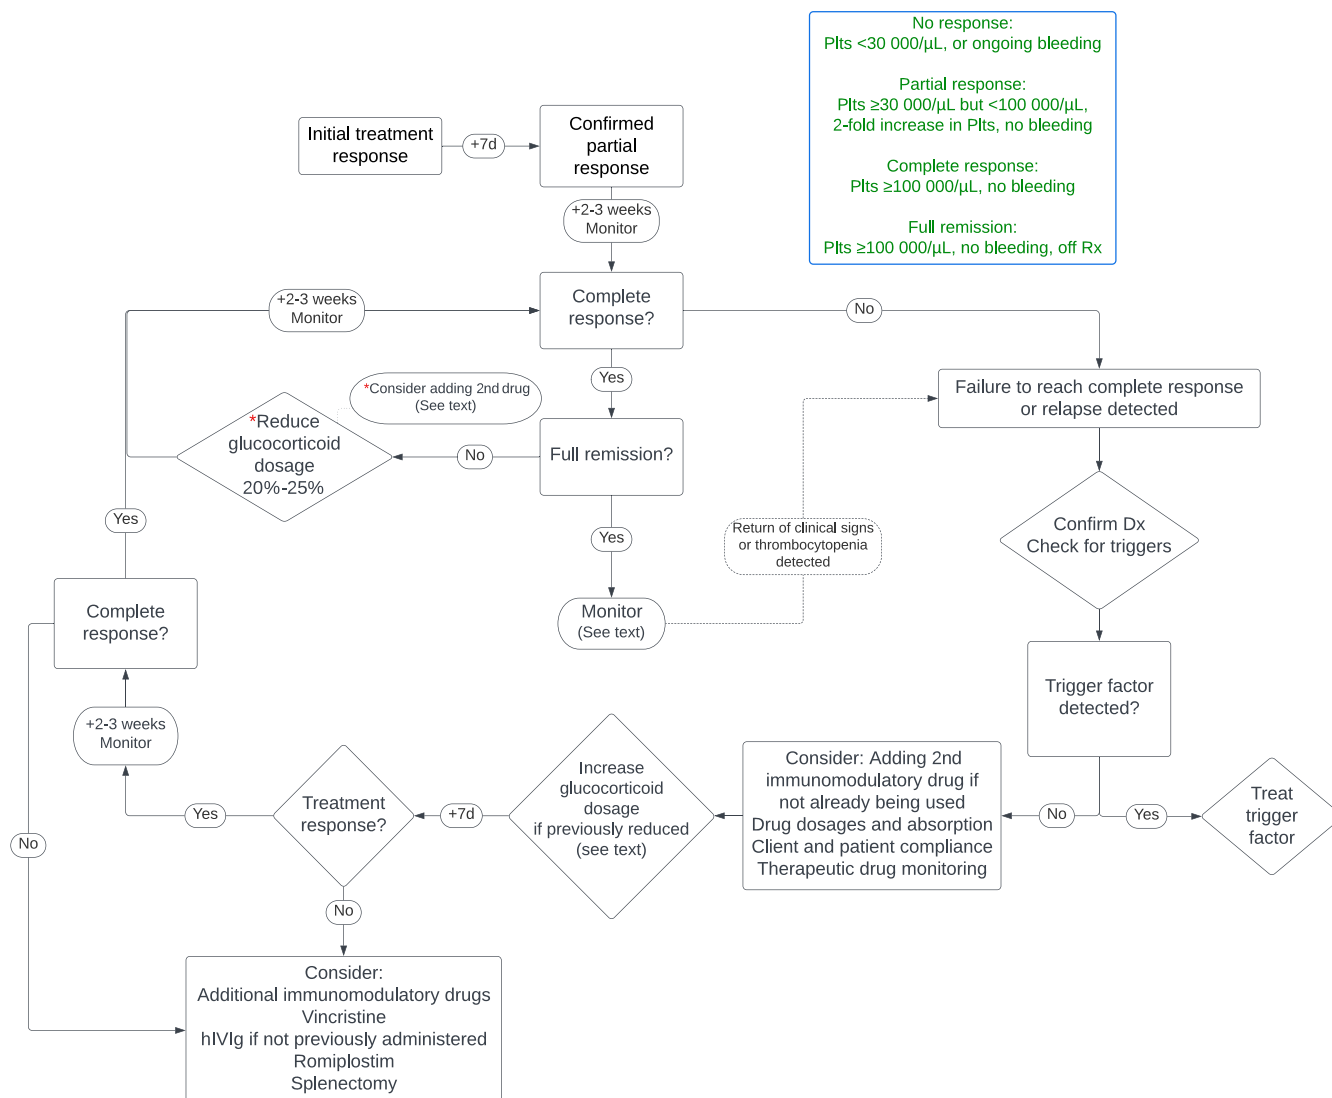 No response:
Plts <30 000/µL, or ongoing bleeding
Partial response:
Plts ≥30 000/µL but <100 000/µL,
2-fold increase in Plts, no bleeding
Complete response:
Plts ≥100 000/µL, no bleeding
Full remission:
Plts ≥100 000/µL, no bleeding, off Rx
Initial treatment
response
+7d
Confirmed
partial
response
+2-3 weeks
Monitor
+2-3 weeks
Monitor
Complete
response?
No
Yes
*Consider adding 2nd drug
(See text)
Failure to reach complete response
or relapse detected
*Reduce
glucocorticoid
dosage
20%-25%
No
Full remission?
Yes
Yes
Return of clinical signs
or thrombocytopenia
detected
Confirm Dx
Check for triggers
Complete
response?
Monitor
(See text)
Trigger factor
detected?
+2-3 weeks
Monitor
Yes
Treatment
response?
+7d
Increase
glucocorticoid
dosage
if previously reduced
(see text)
Consider: Adding 2nd
immunomodulatory drug if
not already being used
Drug dosages and absorption
Client and patient compliance
Therapeutic drug monitoring
No
Yes
Treat
trigger
factor
No
No
Consider:
Additional immunomodulatory drugs
Vincristine
hIVIg if not previously administered
Romiplostim
Splenectomy